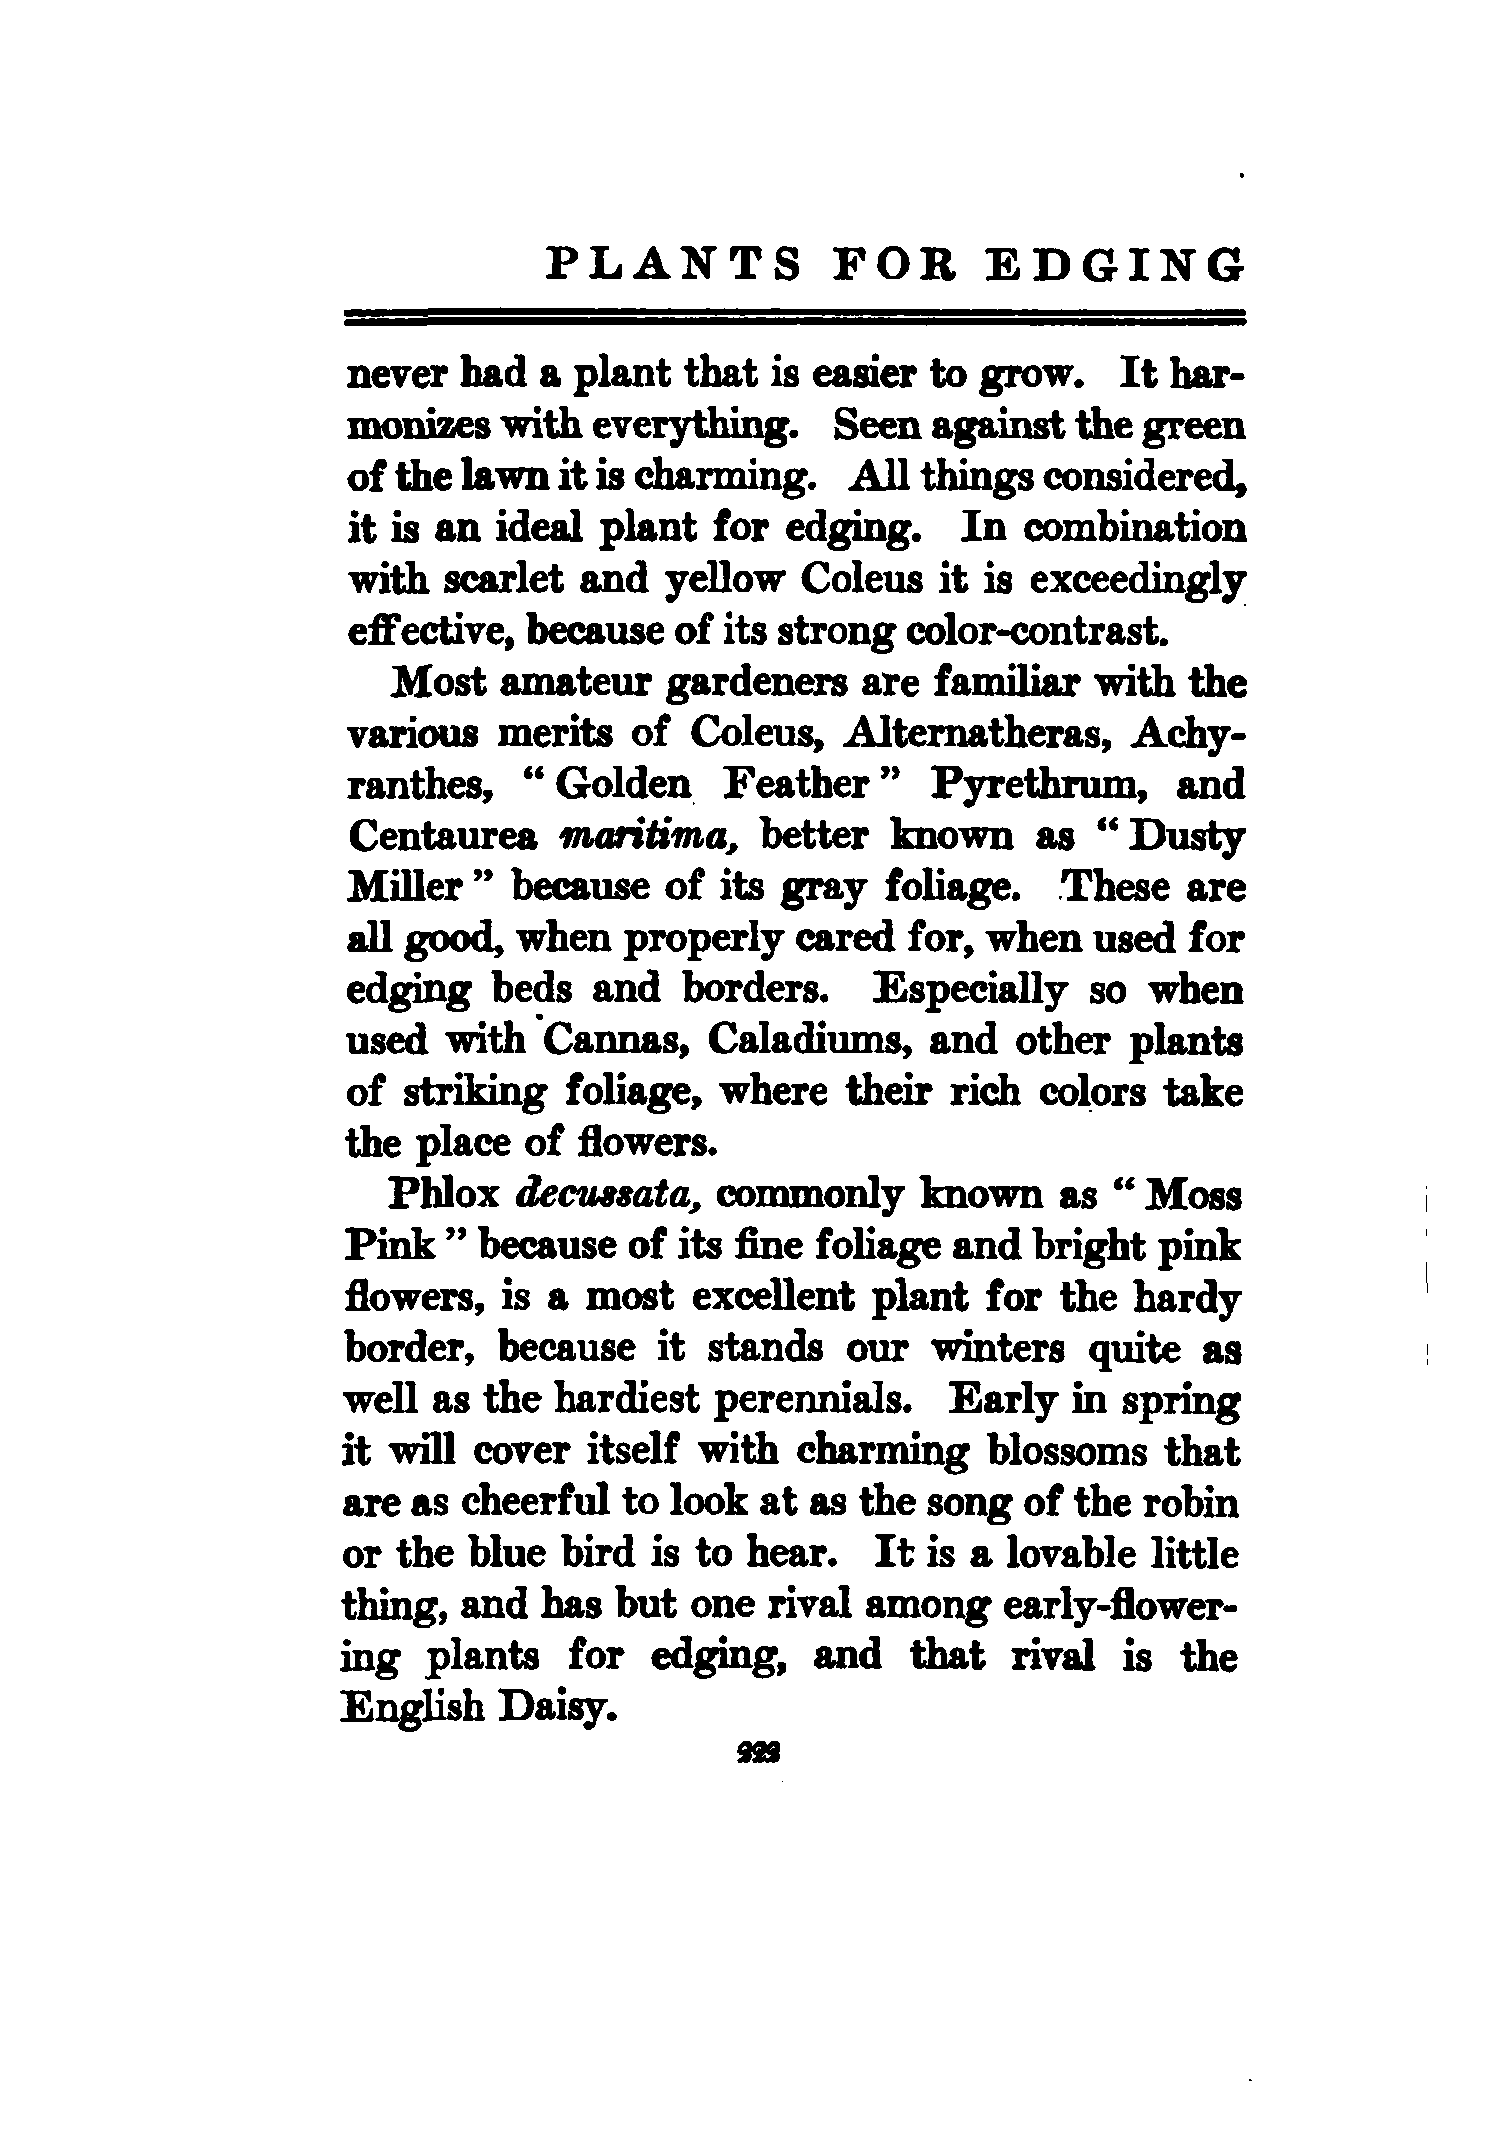 PLANTS FOR EDGING
never had a plant that is easier to grow. It har-
monizes with everything. Seen against the green
of the lawn it is charming. All things considered,
it is an ideal plant for edging. In combination
with scarlet and yellow Coleus it is exceedingly
effective, because of its strong color-contrast.
Most amateur gardeners are familiar with the
various merits of Coleus, Alternatheras, Achy-
ranthes, “ Golden Feather ” Pyrethrum, and
Centaurea maritima, better known as “ Dusty
Miller ” because of its gray foliage. These are
all good, when properly cared for, when used for
edging beds and borders. Especially so when
used with Cannas, Caladiums, and other plants
of striking foliage, where their rich colors take
the place of flowers.
Phlox decussata, commonly known as “ Moss
Pink ” because of its fine foliage and bright pink
flowers, is a most excellent plant for the hardy
border, because it stands our winters quite as
well as the hardiest perennials. Early in spring
it will cover itself with charming blossoms that
are as cheerful to look at as the song of the robin
or the blue bird is to hear. It is a lovable little
thing, and has but one rival among early-flower-
ing plants for edging, and that rival is the
English Daisy.